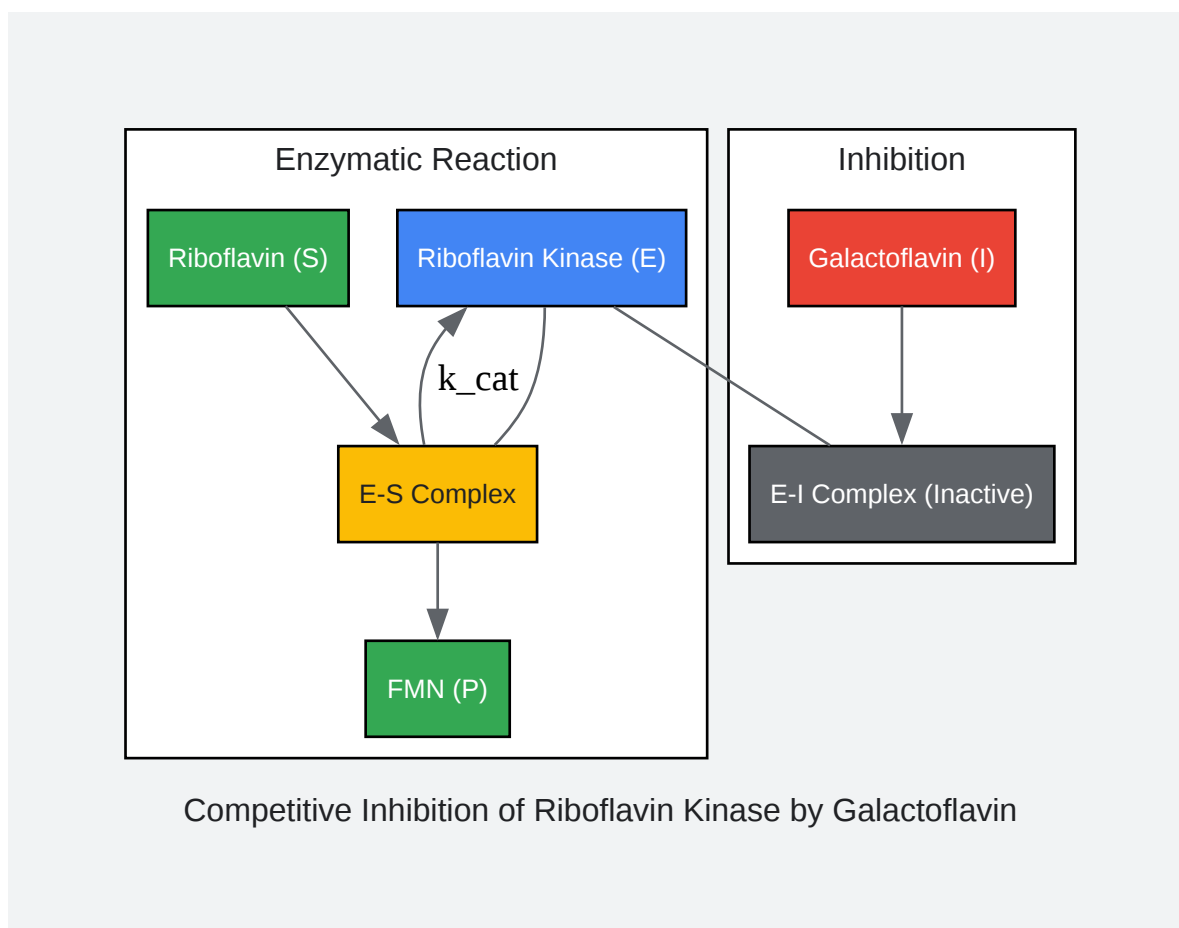 Enzymatic Reaction
Inhibition
Riboflavin (S)
Riboflavin Kinase (E)
Galactoflavin (I)
k_cat
E-S Complex
E-I Complex (Inactive)
FMN (P)
Competitive Inhibition of Riboflavin Kinase by Galactoflavin